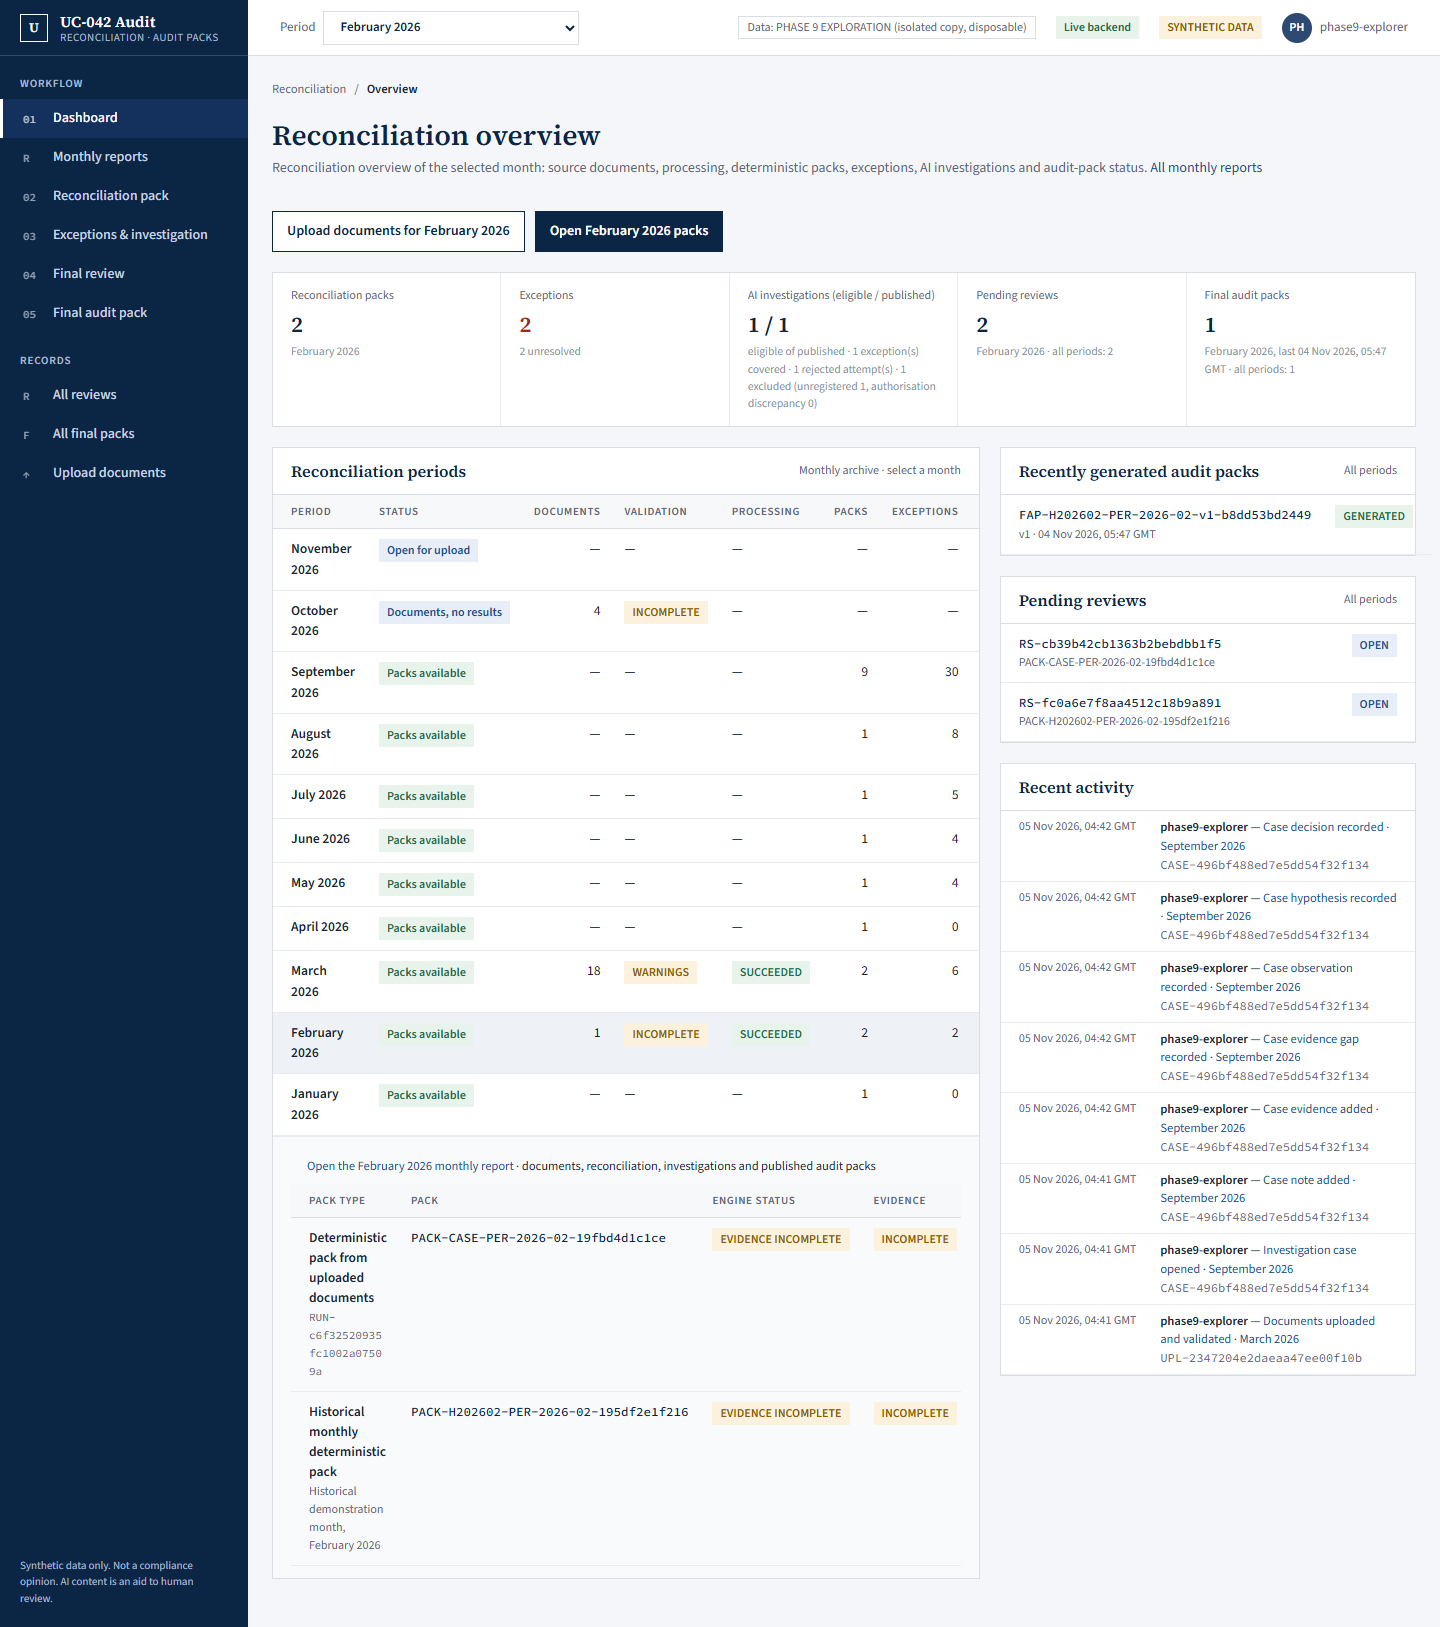 U
UC-042 Audit
RECONCILIATION · AUDIT PACKS
Period
February 2026
Data: PHASE 9 EXPLORATION (isolated copy, disposable)
Live backend
SYNTHETIC DATA
PH
phase9-explorer
WORKFLOW
01 Dashboard
R Monthly reports
02 Reconciliation pack
03 Exceptions & investigation
04 Final review
05 Final audit pack
RECORDS
R All reviews
F All final packs
↑ Upload documents
Synthetic data only. Not a compliance
opinion. AI content is an aid to human
review.
Reconciliation / Overview
Reconciliation overview
Reconciliation overview of the selected month: source documents, processing, deterministic packs, exceptions, AI investigations and audit-pack status. All monthly reports
Upload documents for February 2026
Open February 2026 packs
Reconciliation packs
2
February 2026
Exceptions
2
2 unresolved
AI investigations (eligible / published)
1 / 1
eligible of published · 1 exception(s)
covered · 1 rejected attempt(s) · 1
excluded (unregistered 1, authorisation
discrepancy 0)
Pending reviews
2
February 2026 · all periods: 2
Final audit packs
1
February 2026, last 04 Nov 2026, 05:47
GMT · all periods: 1
Reconciliation periods
Monthly archive · select a month
PERIOD STATUS DOCUMENTS VALIDATION PROCESSING PACKS EXCEPTIONS
November Open for upload — — — — —
2026
October Documents, no results 4 INCOMPLETE — — —
2026
September Packs available — — — 9 30
2026
August Packs available — — — 1 8
2026
July 2026 Packs available — — — 1 5
June 2026 Packs available — — — 1 4
May 2026 Packs available — — — 1 4
April 2026 Packs available — — — 1 0
March Packs available 18 WARNINGS SUCCEEDED 2 6
2026
February Packs available 1 INCOMPLETE SUCCEEDED 2 2
2026
January Packs available — — — 1 0
2026
Open the February 2026 monthly report · documents, reconciliation, investigations and published audit packs
PACK TYPE PACK ENGINE STATUS EVIDENCE
Deterministic PACK-CASE-PER-2026-02-19fbd4d1c1ce EVIDENCE INCOMPLETE INCOMPLETE
pack from
uploaded
documents
RUN-
c6f32520935
fc1002a0750
9a
Historical PACK-H202602-PER-2026-02-195df2e1f216 EVIDENCE INCOMPLETE INCOMPLETE
monthly
deterministic
pack
Historical
demonstration
month,
February 2026
Recently generated audit packs
All periods
FAP-H202602-PER-2026-02-v1-b8dd53bd2449 GENERATED
v1 · 04 Nov 2026, 05:47 GMT
Pending reviews
All periods
RS-cb39b42cb1363b2bebdbb1f5 OPEN
PACK-CASE-PER-2026-02-19fbd4d1c1ce
RS-fc0a6e7f8aa4512c18b9a891 OPEN
PACK-H202602-PER-2026-02-195df2e1f216
Recent activity
05 Nov 2026, 04:42 GMT phase9-explorer — Case decision recorded ·
September 2026
CASE-496bf488ed7e5dd54f32f134
05 Nov 2026, 04:42 GMT phase9-explorer — Case hypothesis recorded
· September 2026
CASE-496bf488ed7e5dd54f32f134
05 Nov 2026, 04:42 GMT phase9-explorer — Case observation
recorded · September 2026
CASE-496bf488ed7e5dd54f32f134
05 Nov 2026, 04:42 GMT phase9-explorer — Case evidence gap
recorded · September 2026
CASE-496bf488ed7e5dd54f32f134
05 Nov 2026, 04:42 GMT phase9-explorer — Case evidence added ·
September 2026
CASE-496bf488ed7e5dd54f32f134
05 Nov 2026, 04:41 GMT phase9-explorer — Case note added ·
September 2026
CASE-496bf488ed7e5dd54f32f134
05 Nov 2026, 04:41 GMT phase9-explorer — Investigation case
opened · September 2026
CASE-496bf488ed7e5dd54f32f134
05 Nov 2026, 04:41 GMT phase9-explorer — Documents uploaded
and validated · March 2026
UPL-2347204e2daeaa47ee00f10b